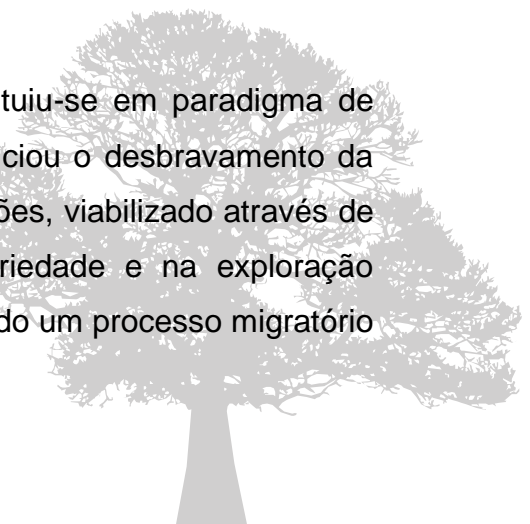 tuiu-se em paradigma de
ciou o desbravamento da
ões, viabilizado através de
riedade e na exploração
do um processo migratório